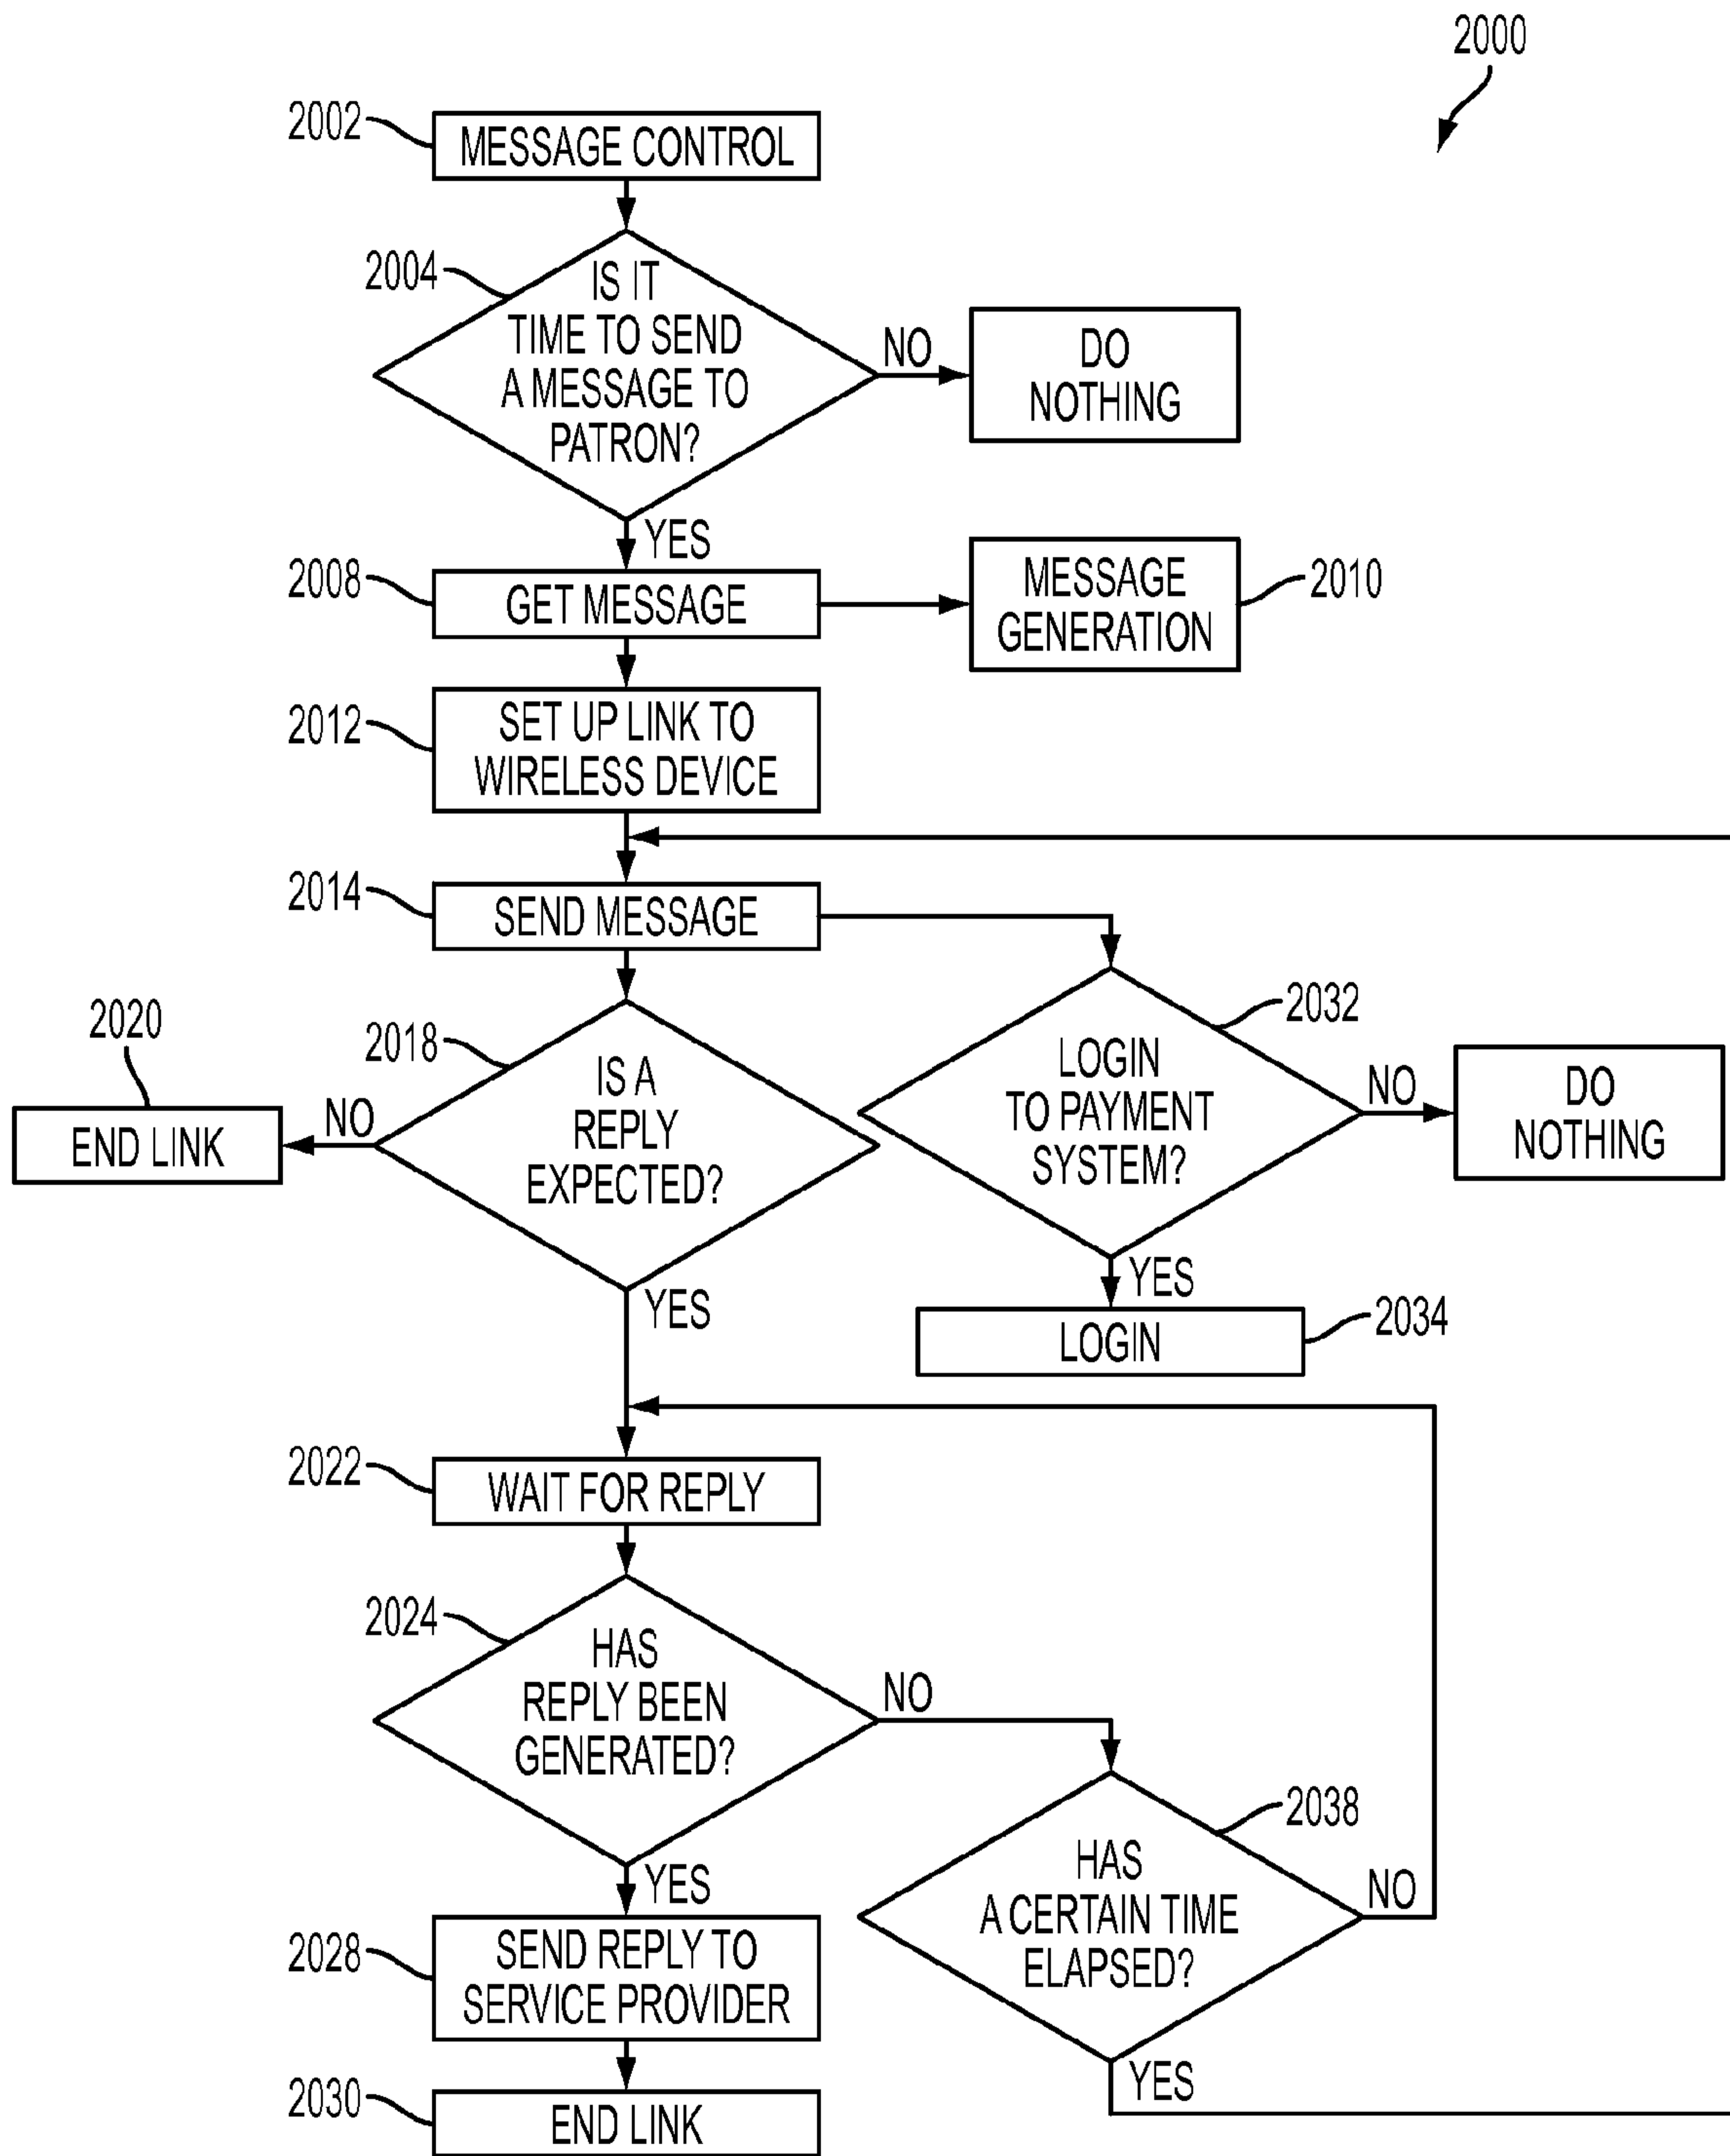 2000
2002
MESSAGE CONTROL
2004
IS IT
TIME TO SEND
A MESSAGE TO
PATRON?
NO
DO
NOTHING
YES
2008
GET MESSAGE
MESSAGE
GENERATION
2010
2012
SET UP LINK TO
WIRELESS DEVICE
2014
SEND MESSAGE
2020
END LINK
NO
2018
IS A
REPLY
EXPECTED?
YES
2032
LOGIN
TO PAYMENT
SYSTEM?
NO
DO
NOTHING
YES
LOGIN
2034
2022
WAIT FOR REPLY
2024
HAS
REPLY BEEN
GENERATED?
NO
YES
2038
HAS
A CERTAIN TIME
ELAPSED?
NO
YES
2028
SEND REPLY TO
SERVICE PROVIDER
2030
END LINK